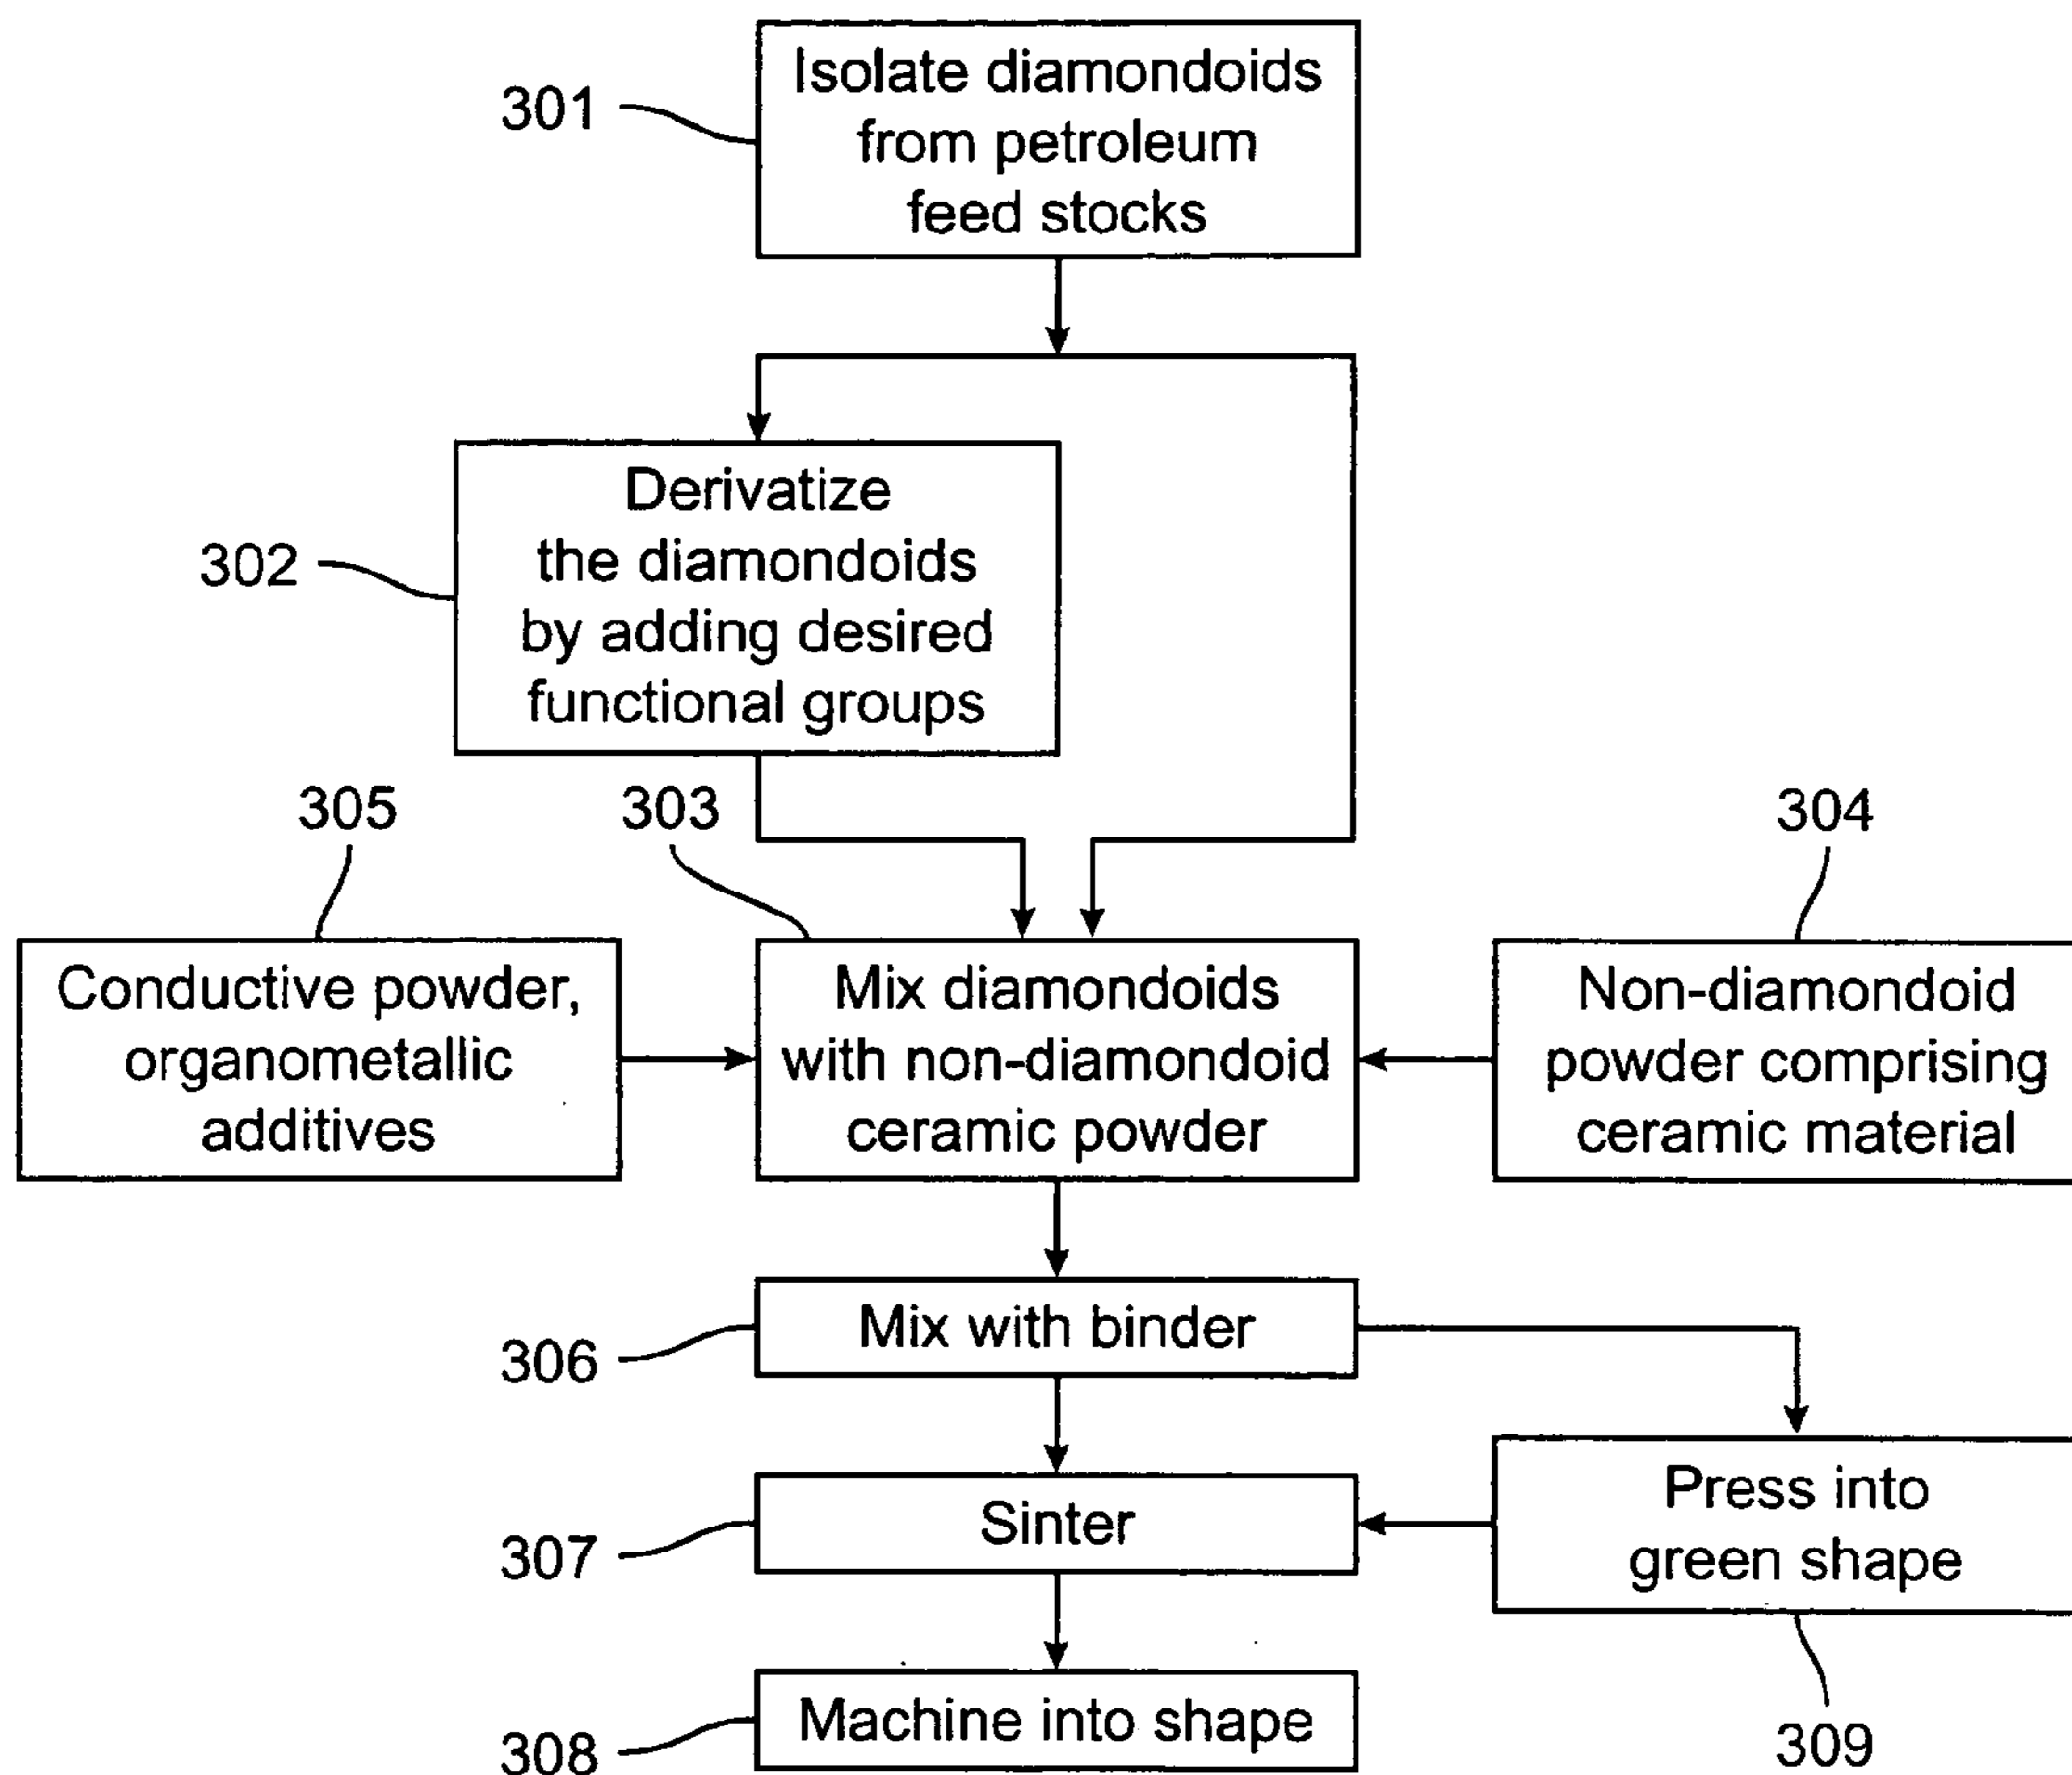 301
Isolate diamondoids
from petroleum
feed stocks
302
Derivatize
the diamondoids
by adding desired
functional groups
305
303
304
Conductive powder,
organometallic
additives
Mix diamondoids
with non-diamondoid
ceramic powder
Non-diamondoid
powder comprising
ceramic material
306
Mix with binder
307
Sinter
Press into
green shape
308
Machine into shape
309